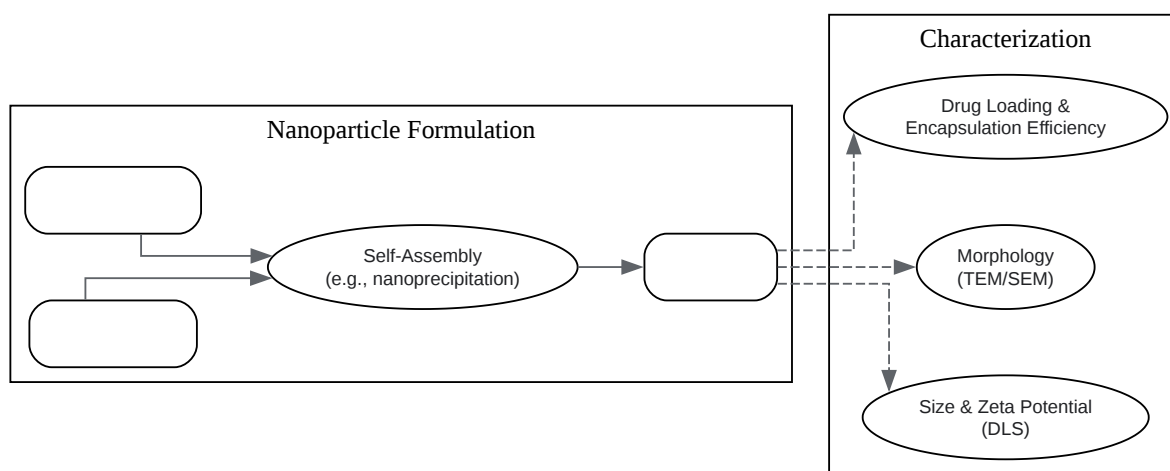 Nanoparticle Formulation
Self-Assembly
(e.g., nanoprecipitation)
Characterization
Drug Loading &
Encapsulation Efficiency
Morphology
(TEM/SEM)
Size & Zeta Potential
(DLS)